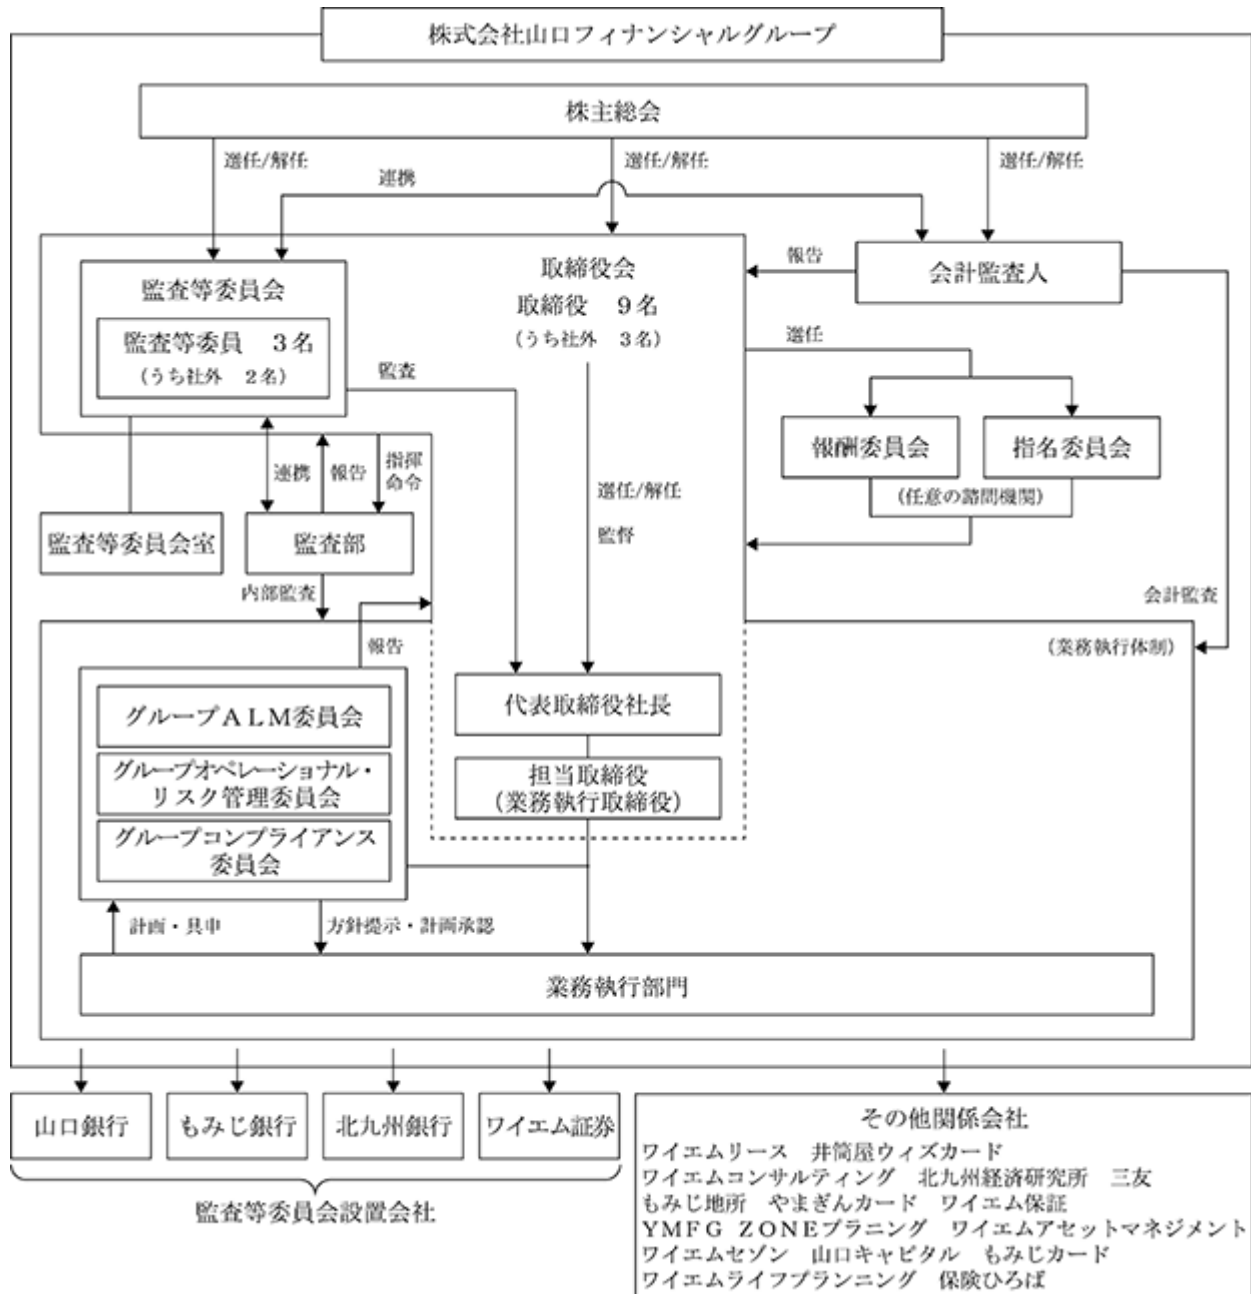 株式会社山口フィナンシャルグループ
株主総会
選任/解任
選任/解任
選任/解任
連携
監査等委員会
監査等委員　３名
(うち社外　２名)
取締役会
取締役　９名
(うち社外　３名)
報告
会計監査人
選任
監査
報酬委員会
指名委員会
(任意の諮問機関)
連携
報告
指揮
命令
選任/解任
監督
監査等委員会室
監査部
内部監査
会計監査
報告
(業務執行体制)
グループＡＬＭ委員会
グループオペレーショナル・
リスク管理委員会
グループコンプライアンス
委員会
代表取締役社長
担当取締役
(業務執行取締役)
計画・具申
方針提示・計画承認
業務執行部門
山口銀行
もみじ銀行
北九州銀行
ワイエム証券
監査等委員会設置会社
その他関係会社
ワイエムリース　井筒屋ウィズカード
ワイエムコンサルティング　北九州経済研究所　三友
もみじ地所　やまぎんカード　ワイエム保証
ＹＭＦＧ　ＺＯＮＥプラニング　ワイエムアセットマネジメント
ワイエムセゾン　山口キャピタル　もみじカード
ワイエムライフプランニング　保険ひろば